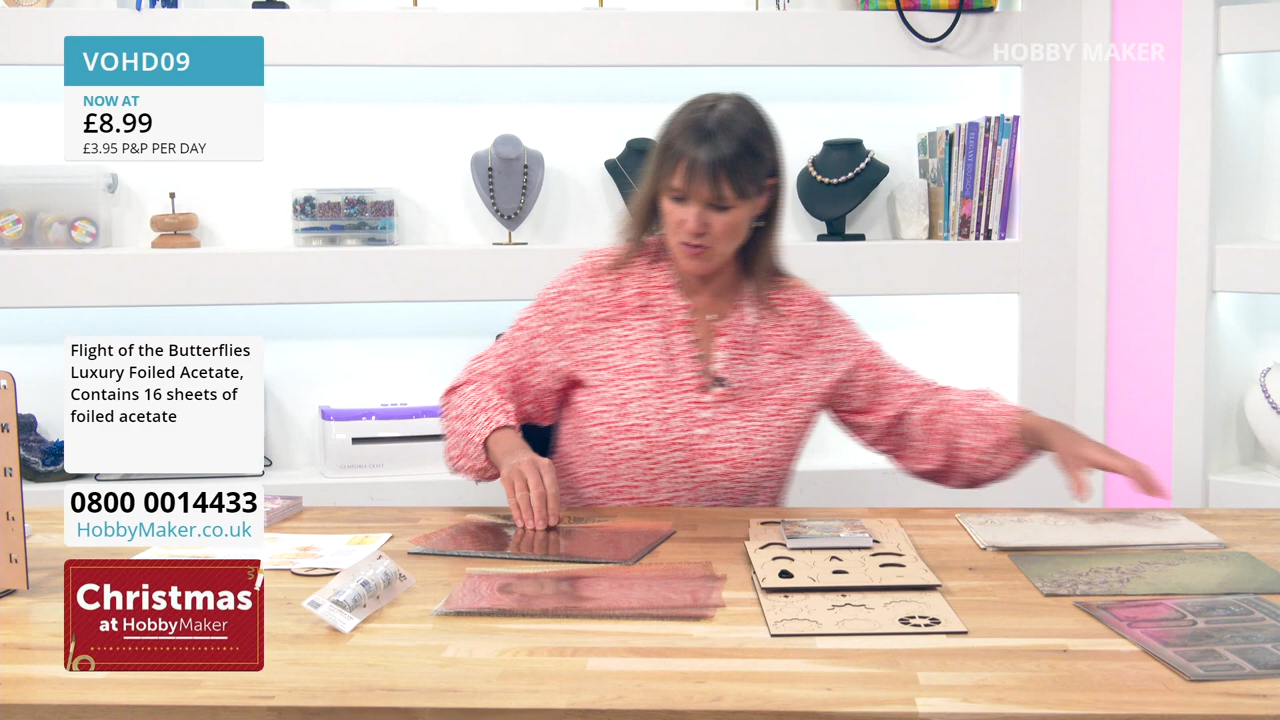 VOHD09
NOW AT
£8.99
£3.95 P&P PER DAY
HOBBY MAKER
Flight of the Butterflies
Luxury Foiled Acetate,
Contains 16 sheets of
foiled acetate
0800 0014433
HobbyMaker.co.uk
Christmas
at HobbyMaker